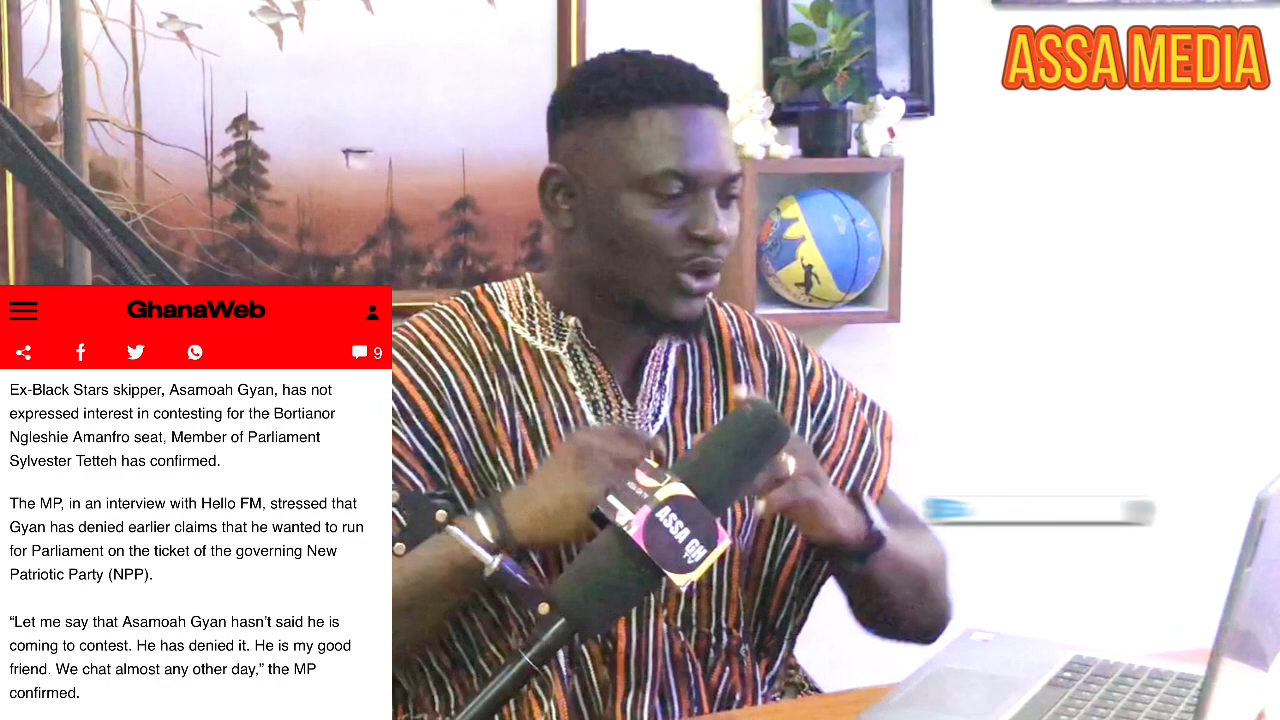 ASSA MEDIA
GhanaWeb
9
Ex-Black Stars skipper, Asamoah Gyan, has not
expressed interest in contesting for the Bortianor
Ngleshie Amanfro seat, Member of Parliament
Sylvester Tetteh has confirmed.
The MP, in an interview with Hello FM, stressed that
Gyan has denied earlier claims that he wanted to run
for Parliament on the ticket of the governing New
Patriotic Party (NPP).
“Let me say that Asamoah Gyan hasn’t said he is
coming to contest. He has denied it. He is my good
friend. We chat almost any other day,” the MP
confirmed.
ASSA GH
TV